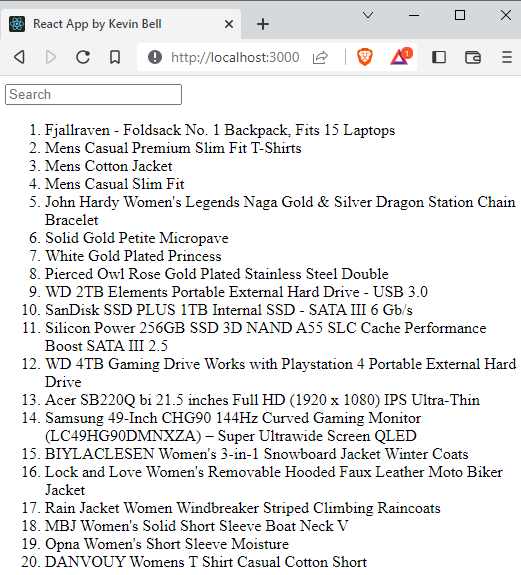 React App by Kevin Bell
http://localhost:3000
1
Search
1. Fjallraven - Foldsack No. 1 Backpack, Fits 15 Laptops
2. Mens Casual Premium Slim Fit T-Shirts
3. Mens Cotton Jacket
4. Mens Casual Slim Fit
5. John Hardy Women's Legends Naga Gold & Silver Dragon Station Chain
Bracelet
6. Solid Gold Petite Micropave
7. White Gold Plated Princess
8. Pierced Owl Rose Gold Plated Stainless Steel Double
9. WD 2TB Elements Portable External Hard Drive - USB 3.0
10. SanDisk SSD PLUS 1TB Internal SSD - SATA III 6 Gb/s
11. Silicon Power 256GB SSD 3D NAND A55 SLC Cache Performance
Boost SATA III 2.5
12. WD 4TB Gaming Drive Works with Playstation 4 Portable External Hard
Drive
13. Acer SB220Q bi 21.5 inches Full HD (1920 x 1080) IPS Ultra-Thin
14. Samsung 49-Inch CHG90 144Hz Curved Gaming Monitor
(LC49HG90DMNXZA) – Super Ultrawide Screen QLED
15. BIYLACLESEN Women's 3-in-1 Snowboard Jacket Winter Coats
16. Lock and Love Women's Removable Hooded Faux Leather Moto Biker
Jacket
17. Rain Jacket Women Windbreaker Striped Climbing Raincoats
18. MBJ Women's Solid Short Sleeve Boat Neck V
19. Opna Women's Short Sleeve Moisture
20. DANVOUY Womens T Shirt Casual Cotton Short